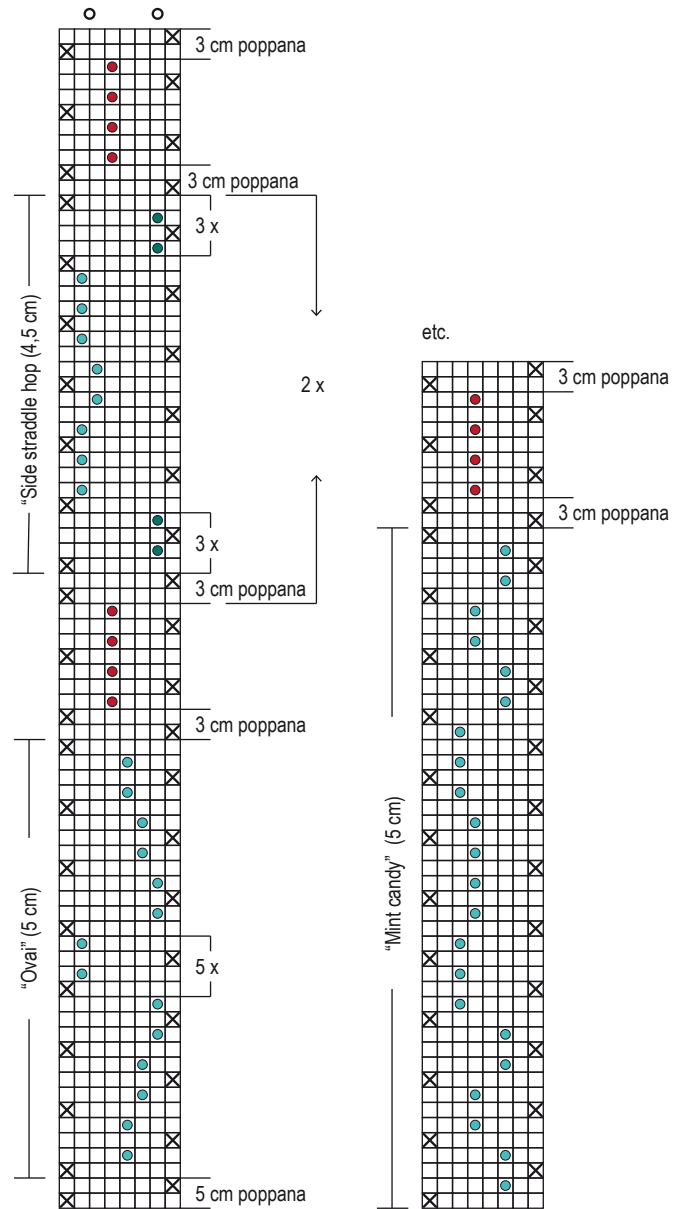 3 cm poppana
3 cm poppana
3 x
“Side straddle hop (4,5 cm)
2 x
3 x
3 cm poppana
3 cm poppana
“Oval” (5 cm)
5 x
5 cm poppana
etc.
3 cm poppana
3 cm poppana
“Mint candy” (5 cm)